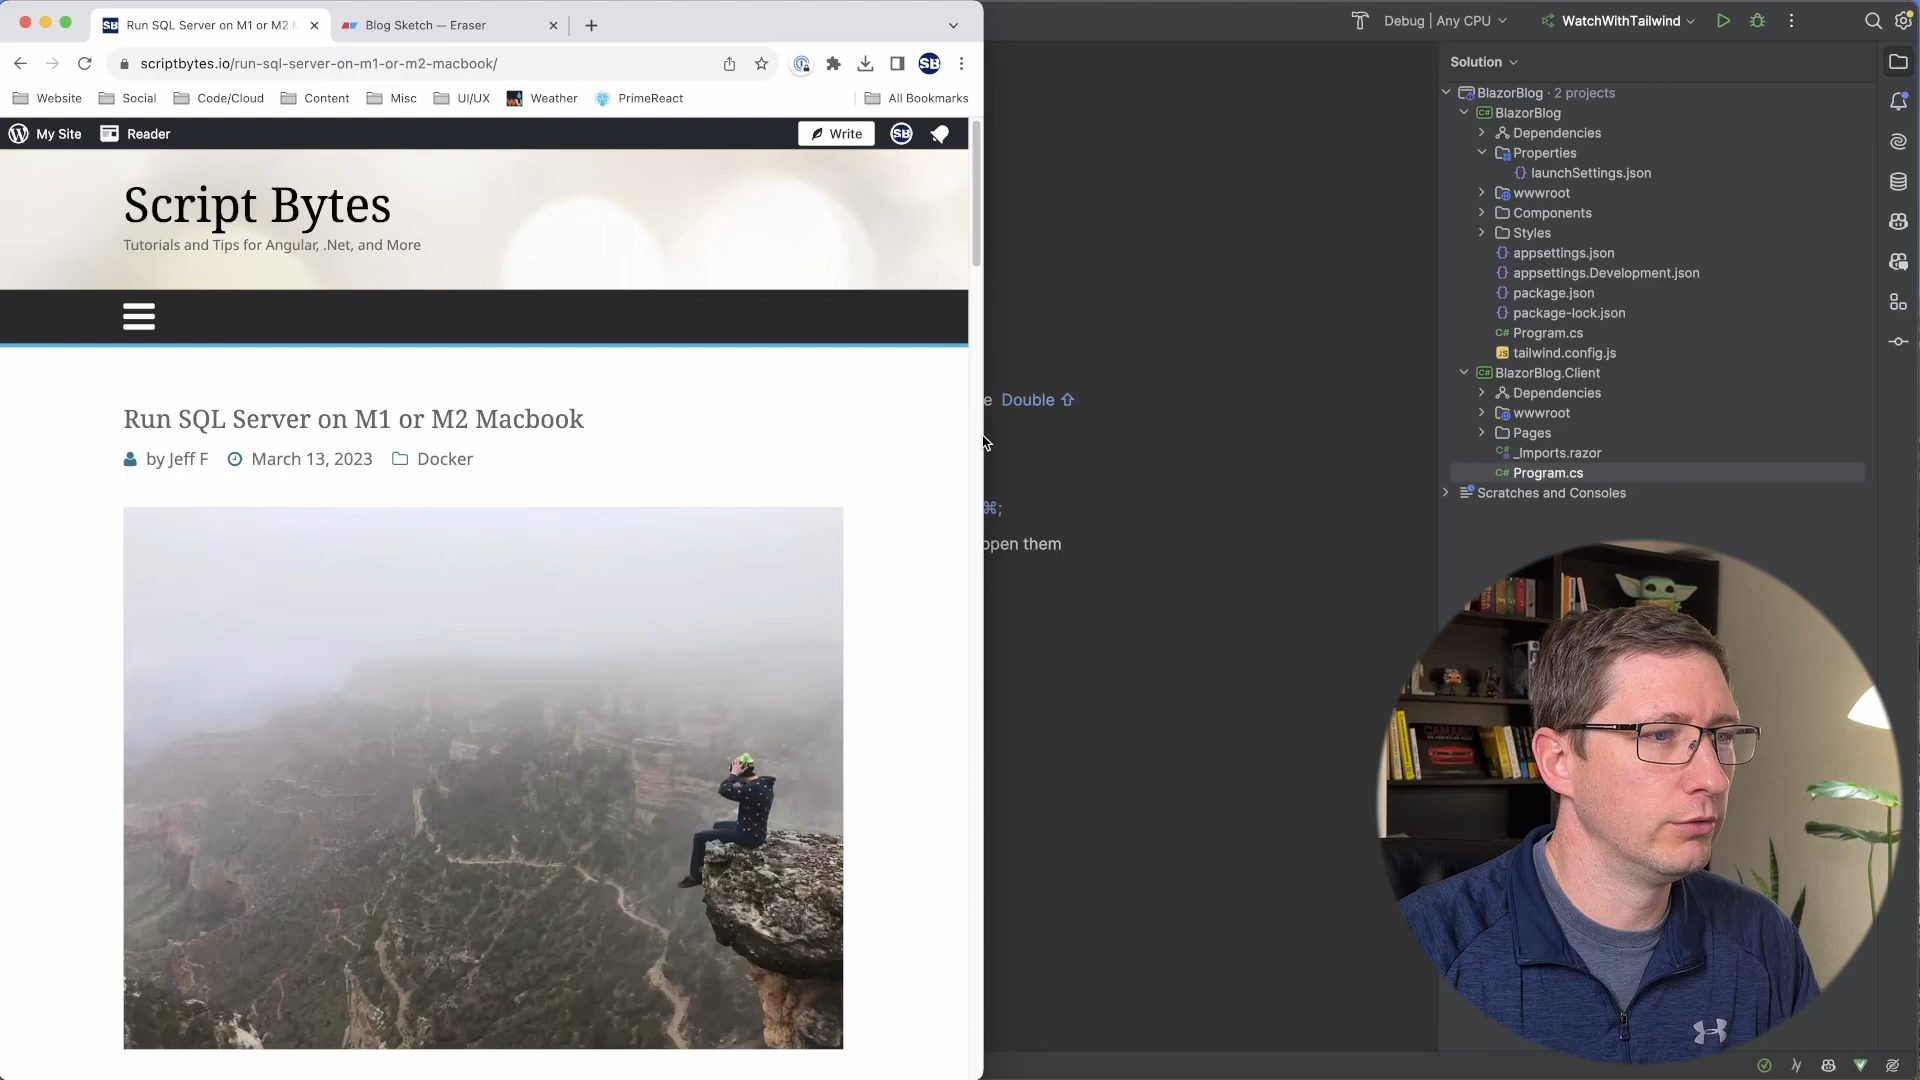 Run SQL Server on M1 or M2
Blog Sketch — Eraser
scriptbytes.io/run-sql-server-on-m1-or-m2-macbook/
SB
Website
Social
Code/Cloud
Content
Misc
UI/UX
Weather
PrimeReact
All Bookmarks
My Site
Reader
Write
SB
Script Bytes
Tutorials and Tips for Angular, .Net, and More
Run SQL Server on M1 or M2 Macbook
by Jeff F
March 13, 2023
Docker
Debug | Any CPU
WatchWithTailwind
e Double ⇧
⌘;
open them
Solution
BlazorBlog · 2 projects
BlazorBlog
Dependencies
Properties
launchSettings.json
wwwroot
Components
Styles
appsettings.json
appsettings.Development.json
package.json
package-lock.json
C# Program.cs
JS tailwind.config.js
BlazorBlog.Client
Dependencies
wwwroot
Pages
_Imports.razor
C# Program.cs
Scratches and Consoles
CAMARO